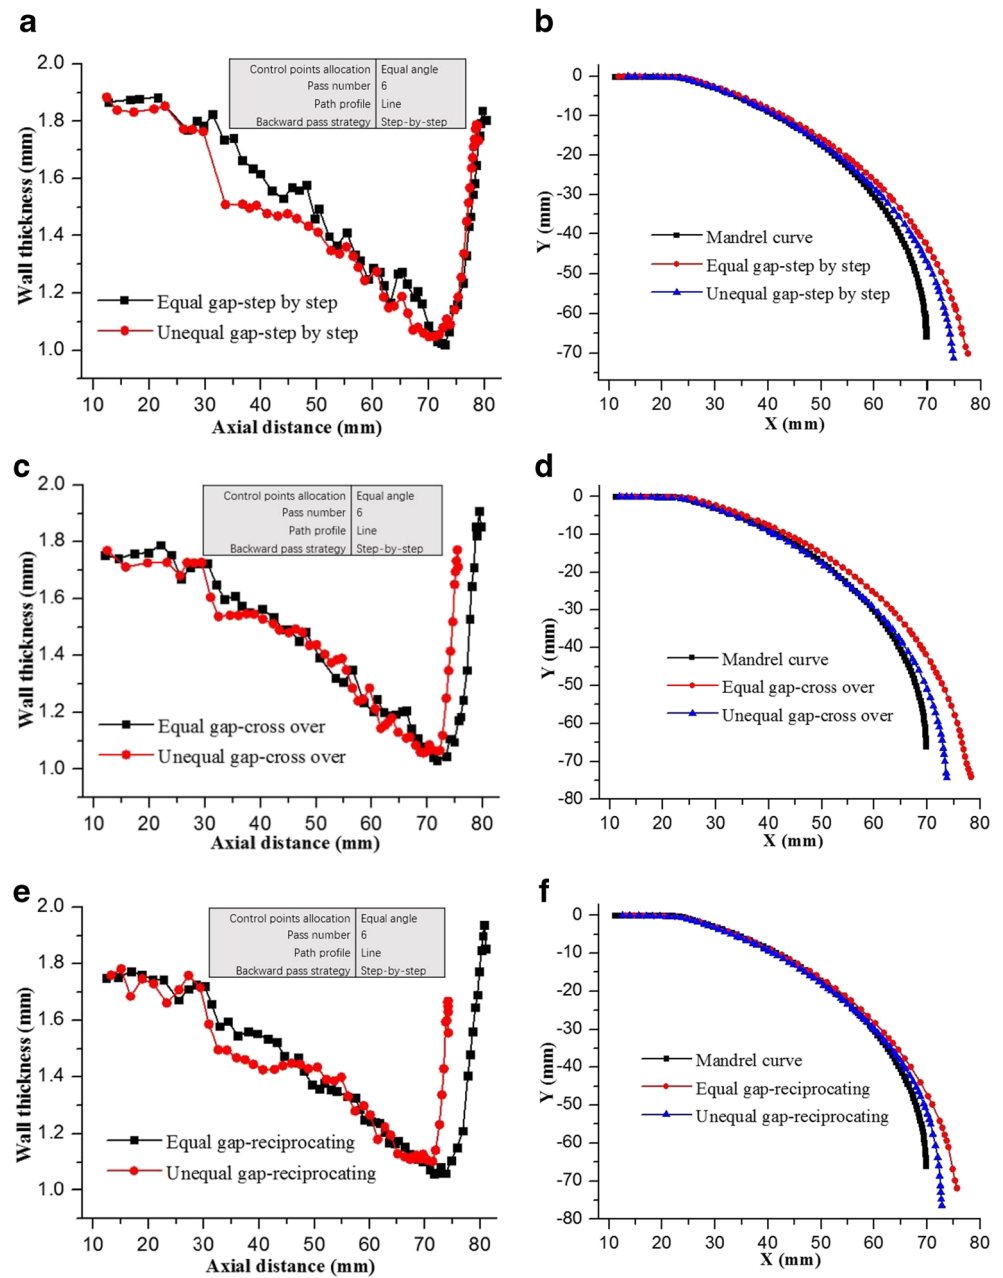 a
2.0
1.8
1.6
1.4
1.2
1.0
Wall thickness (mm)
Control points allocation Equal angle
Pass number 6
Path profile Line
Backward pass strategy Step-by-step
Equal gap-step by step
Unequal gap-step by step
10 20 30 40 50 60 70 80
Axial distance (mm)
b
0
-10
-20
-30
-40
-50
-60
-70
Y (mm)
Mandrel curve
Equal gap-step by step
Unequal gap-step by step
10 20 30 40 50 60 70 80
X (mm)
c
2.0
1.8
1.6
1.4
1.2
1.0
Wall thickness (mm)
Control points allocation Equal angle
Pass number 6
Path profile Line
Backward pass strategy Step-by-step
Equal gap-cross over
Unequal gap-cross over
10 20 30 40 50 60 70 80
Axial distance (mm)
d
0
-10
-20
-30
-40
-50
-60
-70
-80
Y (mm)
Mandrel curve
Equal gap-cross over
Unequal gap-cross over
10 20 30 40 50 60 70 80
X (mm)
e
2.0
1.8
1.6
1.4
1.2
1.0
Wall thickness (mm)
Control points allocation Equal angle
Pass number 6
Path profile Line
Backward pass strategy Step-by-step
Equal gap-reciprocating
Unequal gap-reciprocating
10 20 30 40 50 60 70 80
Axial distance (mm)
f
0
-10
-20
-30
-40
-50
-60
-70
-80
Y (mm)
Mandrel curve
Equal gap-reciprocating
Unequal gap-reciprocating
10 20 30 40 50 60 70 80
X (mm)